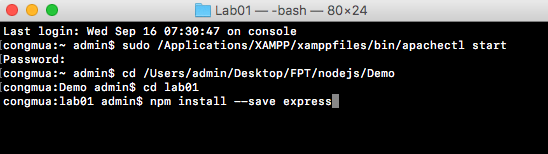 Lab01 — -bash — 80×24
Last login: Wed Sep 16 07:30:47 on console
[congmua:~ admin$ sudo /Applications/XAMPP/xamppfiles/bin/apachectl start
[Password:
[congmua:~ admin$ cd /Users/admin/Desktop/FPT/nodejs/Demo
[congmua:Demo admin$ cd lab01
congmua:lab01 admin$ npm install --save express